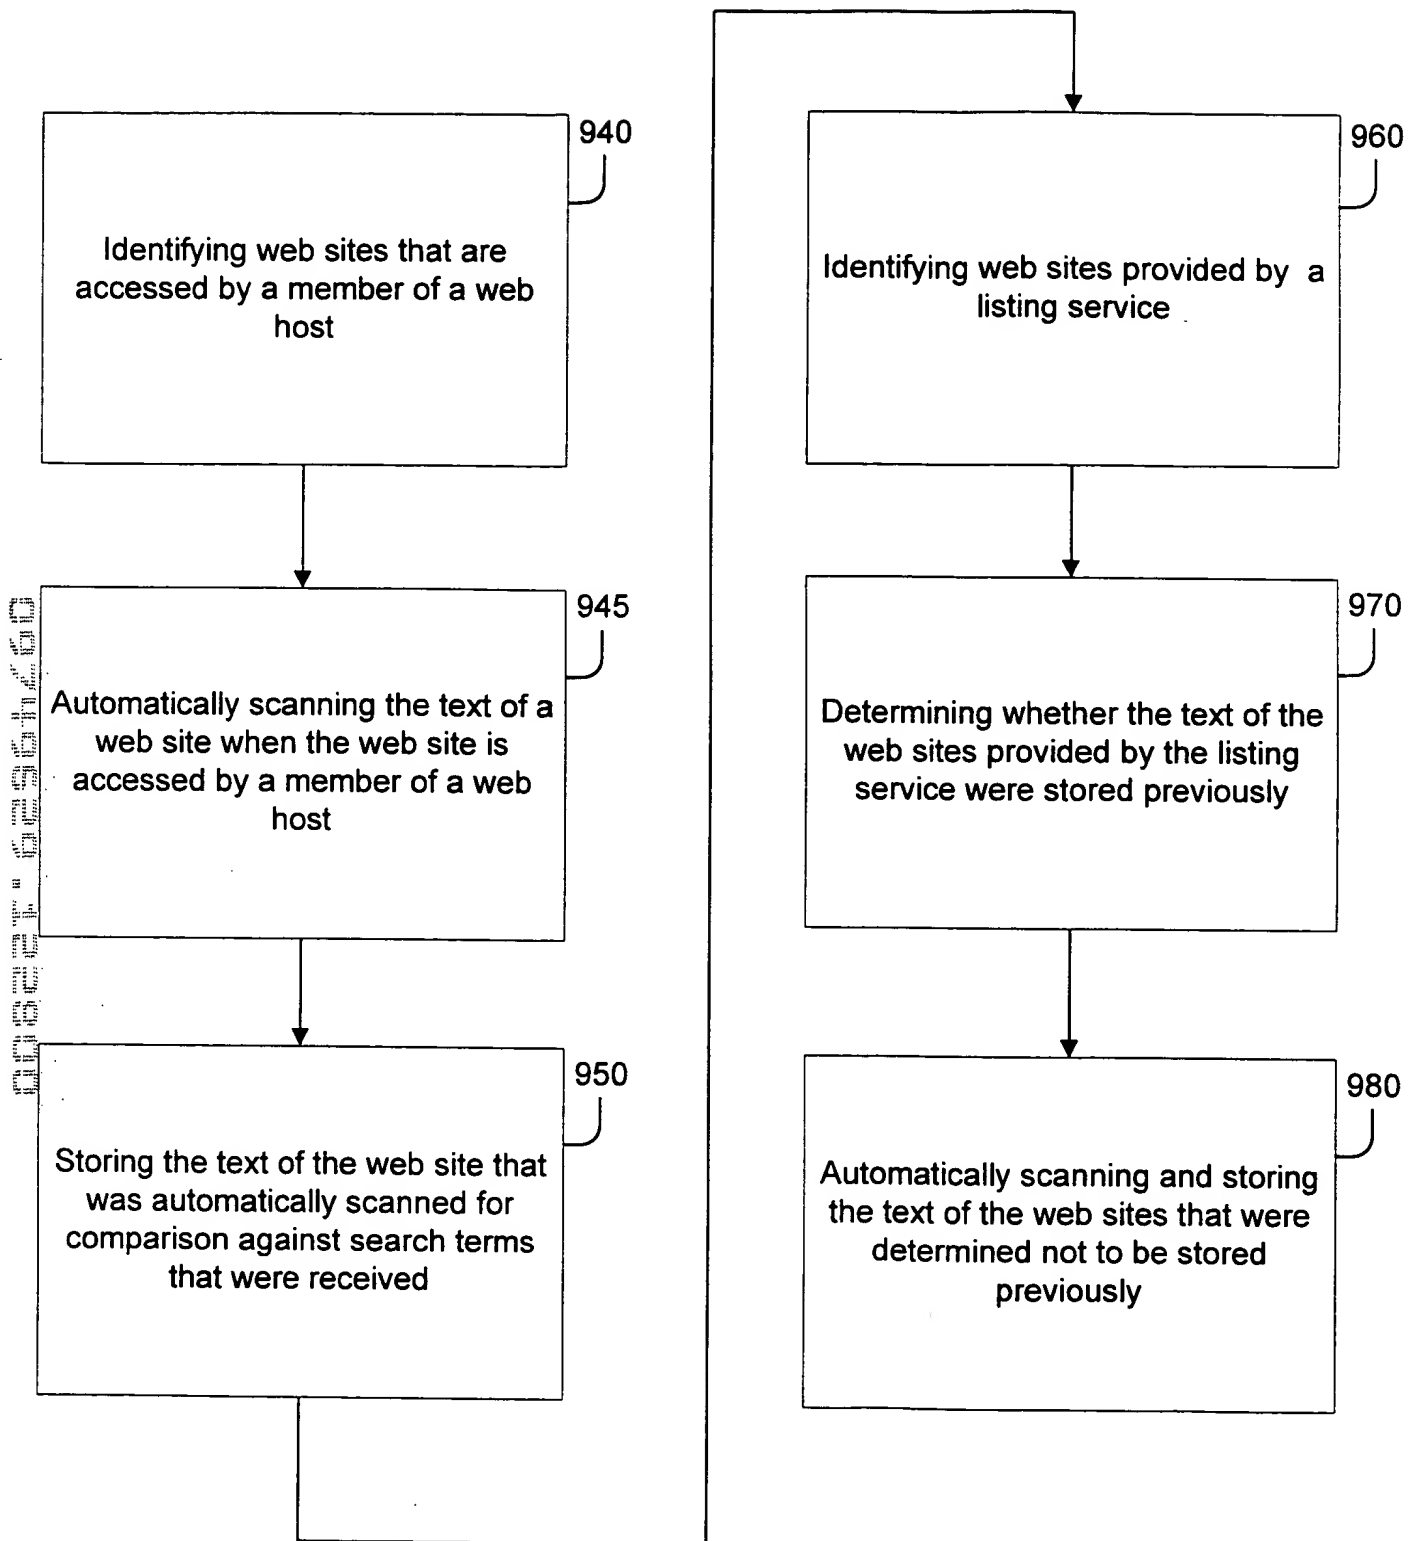 940
Identifying web sites that are
accessed by a member of a web
host
945
Automatically scanning the text of a
web site when the web site is
accessed by a member of a web
host
950
Storing the text of the web site that
was automatically scanned for
comparison against search terms
that were received
960
Identifying web sites provided by a
listing service
970
Determining whether the text of the
web sites provided by the listing
service were stored previously
980
Automatically scanning and storing
the text of the web sites that were
determined not to be stored
previously